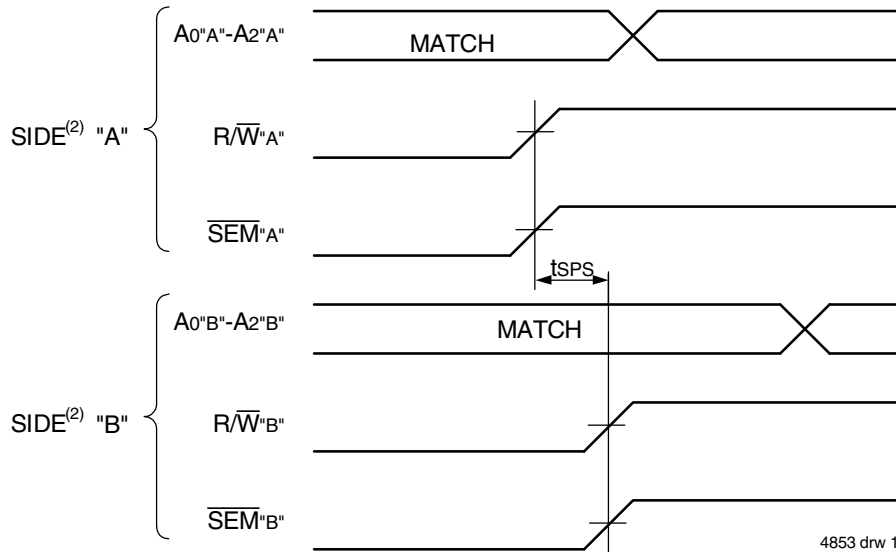 A0"A"-A2"A"
MATCH
SIDE(2) "A"
R/W"A"
SEM"A"
tSPS
A0"B"-A2"B"
MATCH
SIDE(2) "B"
R/W"B"
SEM"B"
4853 drw 1